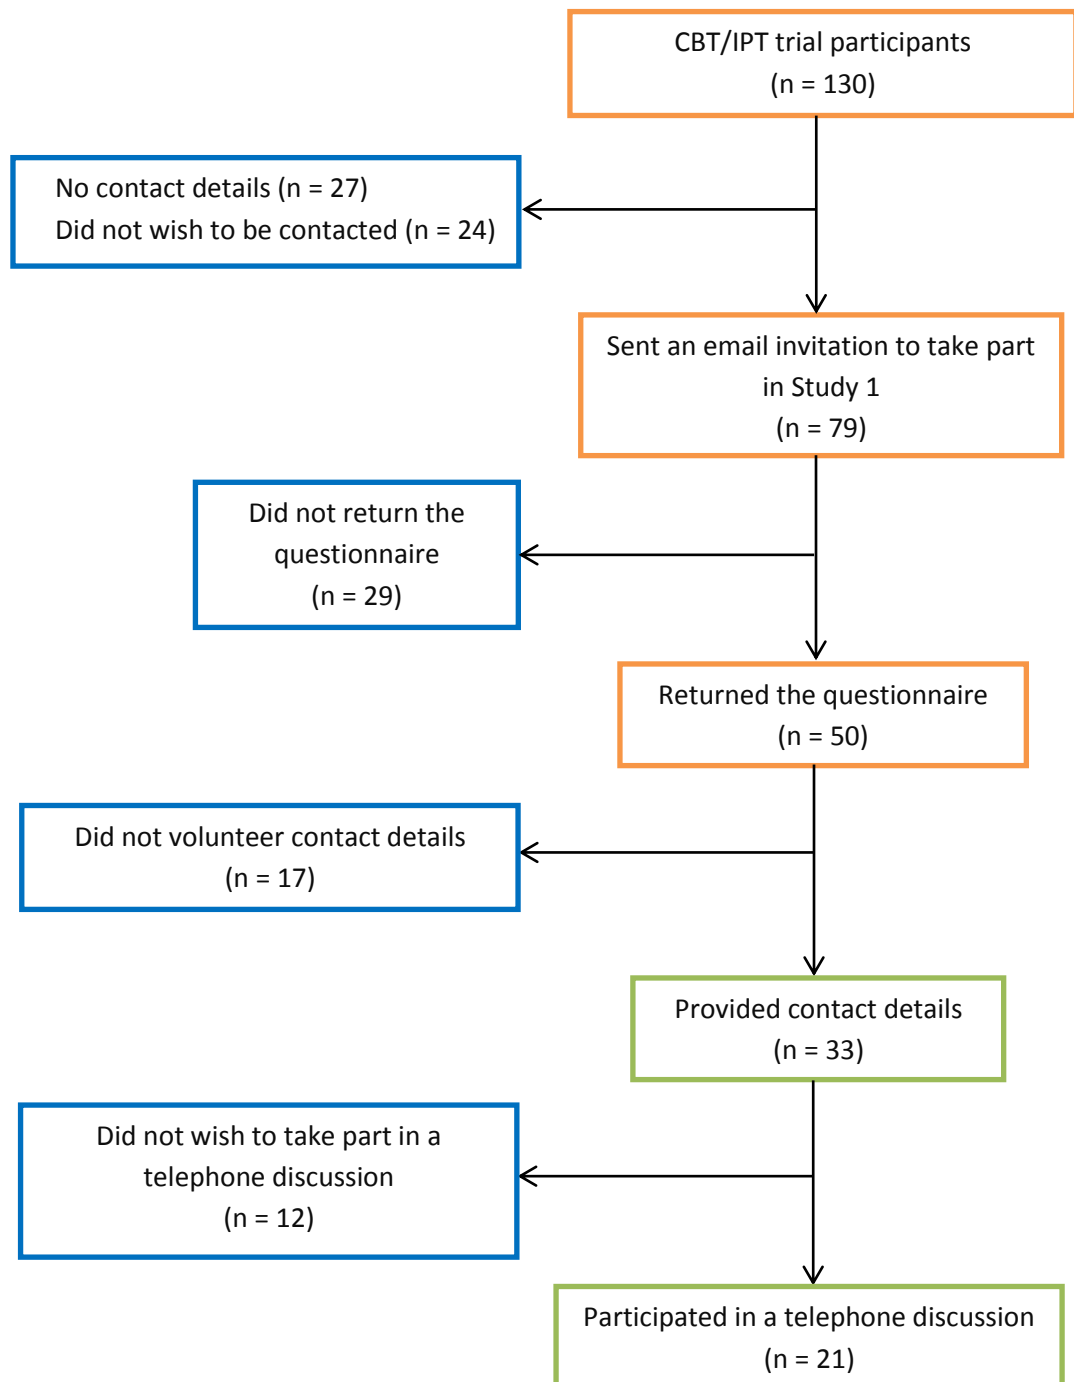 CBT/IPT trial participants
(n = 130)
No contact details (n = 27)
Did not wish to be contacted (n = 24)
Sent an email invitation to take part
in Study 1
(n = 79)
Did not return the
questionnaire
(n = 29)
Returned the questionnaire
(n = 50)
Did not volunteer contact details
(n = 17)
Provided contact details
(n = 33)
Did not wish to take part in a
telephone discussion
(n = 12)
Participated in a telephone discussion
(n = 21)